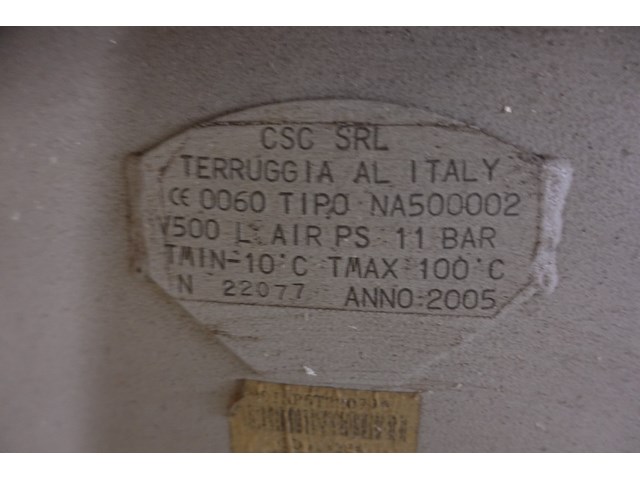 CSC SRL
TERRUGGIA AL ITALY
CE 0060 TIPO NA500002
V500 L AIR PS 11 BAR
TMIN-10°C TMAX 100°C
N 22077 ANNO:2005